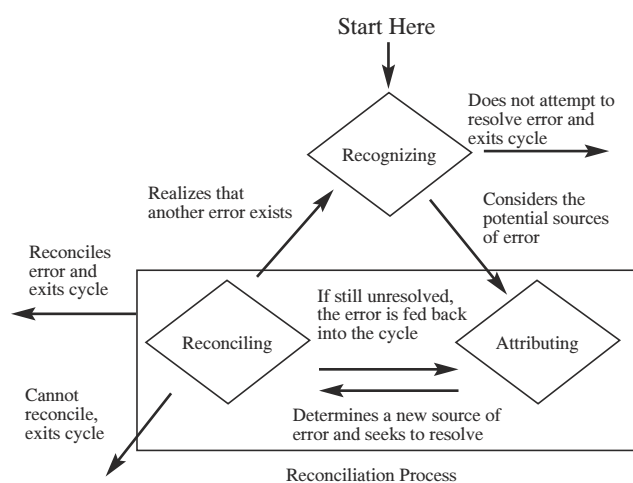 Start Here
Does not attempt to
resolve error and
exits cycle
Recognizing
Realizes that
another error exists
Considers the
potential sources
of error
Reconciles
error and
exits cycle
If still unresolved,
the error is fed back
into the cycle
Reconciling
Attributing
Cannot
reconcile,
exits cycle
Determines a new source of
error and seeks to resolve
Reconciliation Process